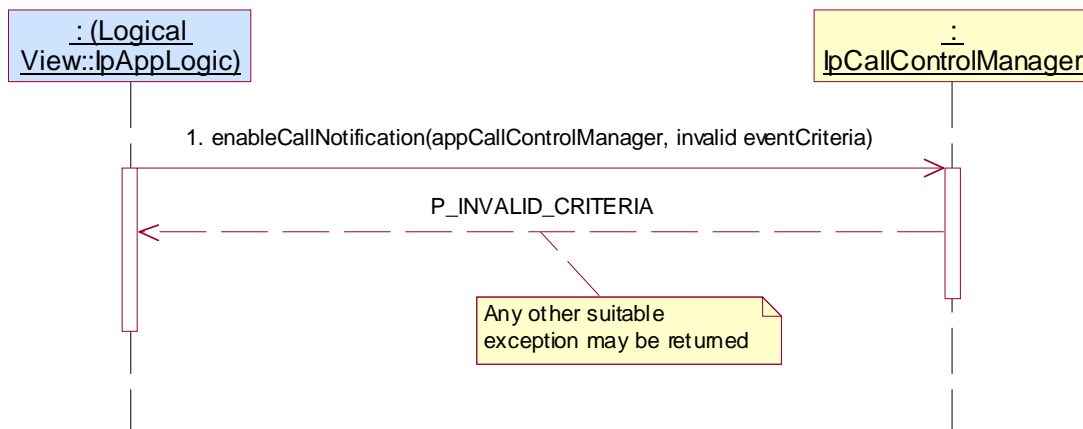 : (Logical
View::IpAppLogic)
:
IpCallControlManager
1. enableCallNotification(appCallControlManager, invalid eventCriteria)
P_INVALID_CRITERIA
Any other suitable
exception may be returned